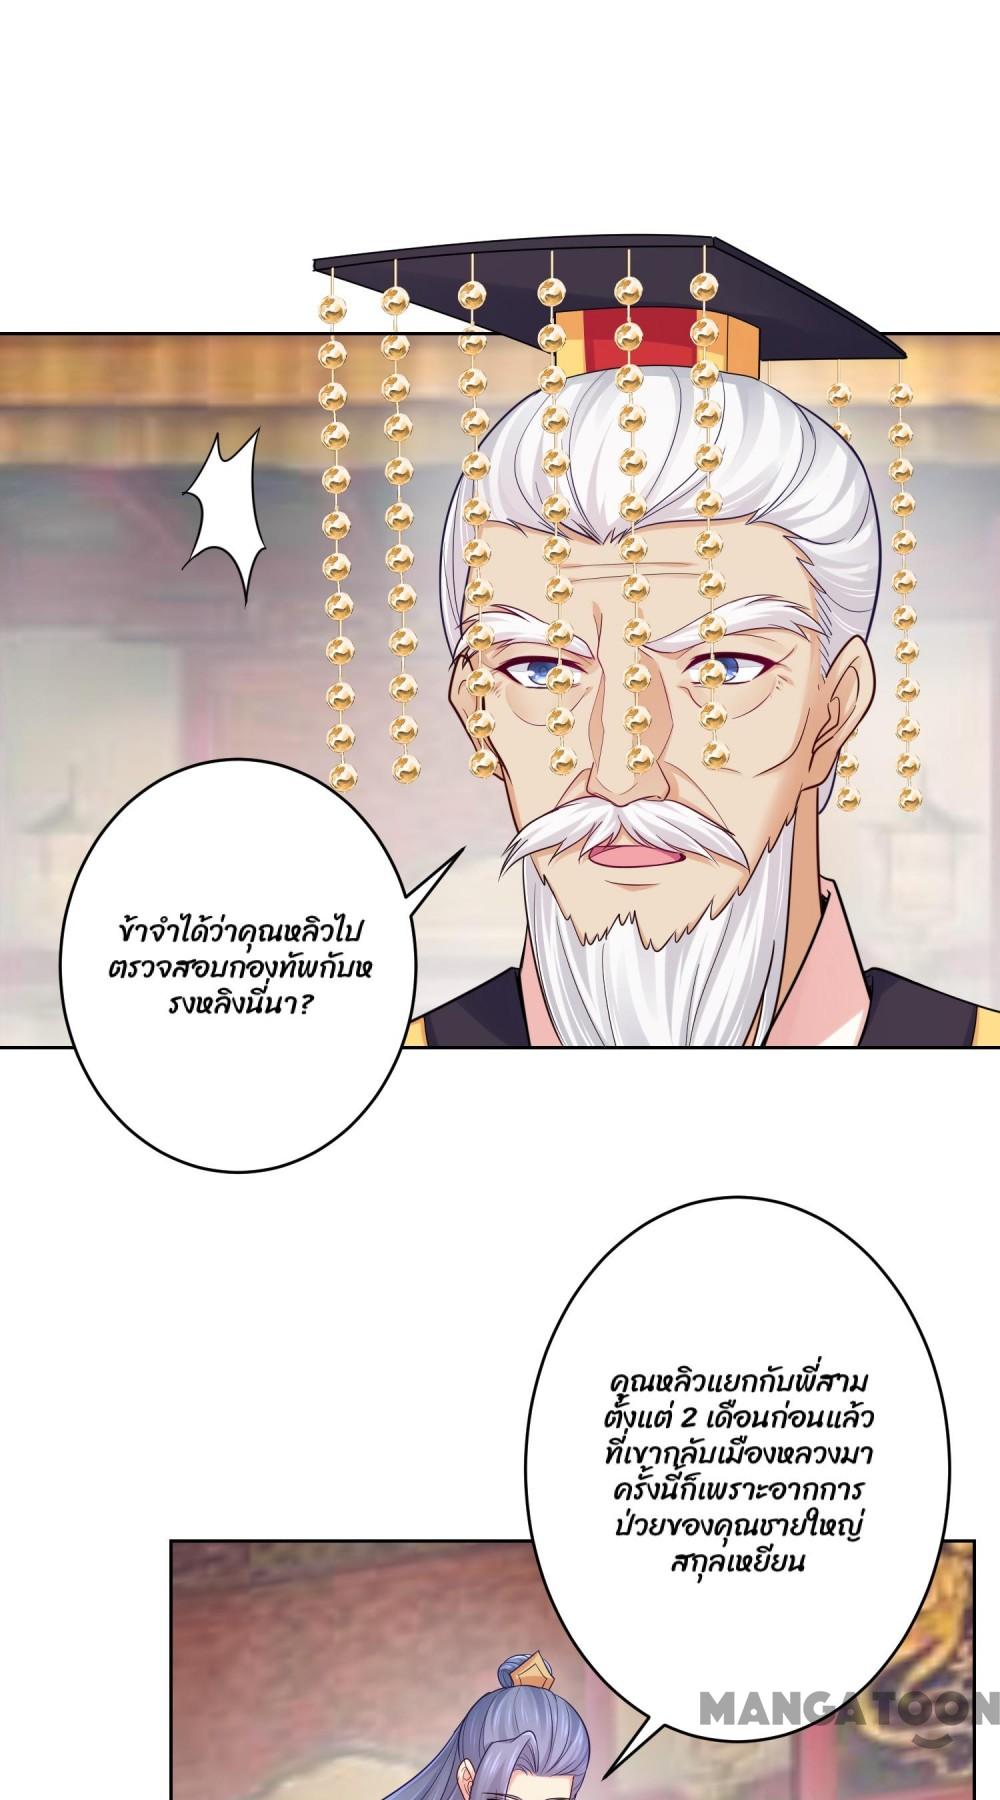 ข้าจำได้ว่าคุณหลิวไป
ตรวจสอบกองทัพกับห
รงหลิงนี่นา?
คุณหลิวแยกกับพี่สาม
ตั้งแต่ 2 เดือนก่อนแล้ว
ที่เขากลับเมืองหลวงมา
ครั้งนี้ก็เพราะอากการ
ป่วยของคุณชายใหญ่
สกุลเหยียน
MANGATOON